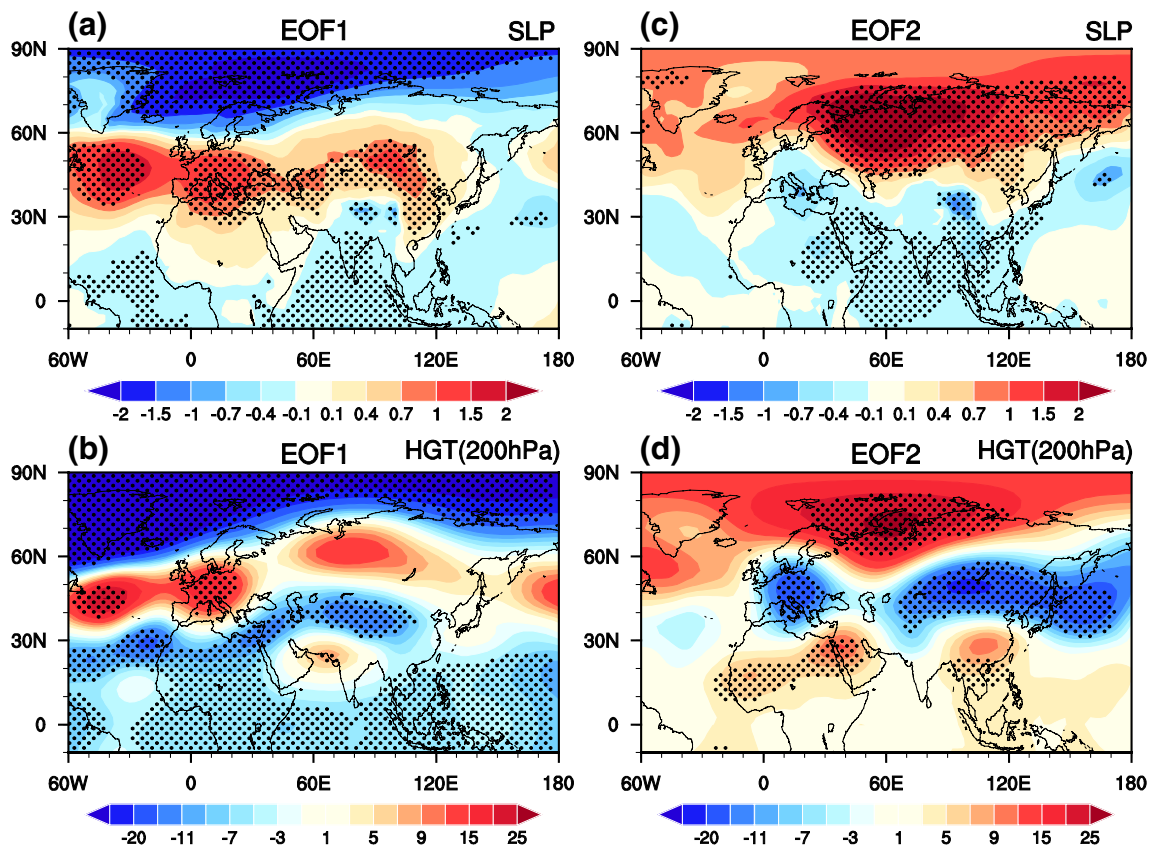 (a) EOF1 SLP
90N
60N
30N
0
60W 0 60E 120E 180
-2 -1.5 -1 -0.7 -0.4 -0.1 0.1 0.4 0.7 1 15 2
(c) EOF2 SLP
90N
60N
30N
0
60W 0 60E 120E 180
-2 -1.5 -1 -0.7 -0.4 -0.1 0.1 0.4 0.7 1 1.5 2
(b) EOF1 HGT(200hPa)
90N
60N
30N
0
60W 0 60E 120E 180
-20 -11 -7 -3 1 5 9 15 25
(d) EOF2 HGT(200hPa)
90N
60N
30N
0
60W 0 60E 120E 180
-20 -11 -7 -3 1 5 9 15 25